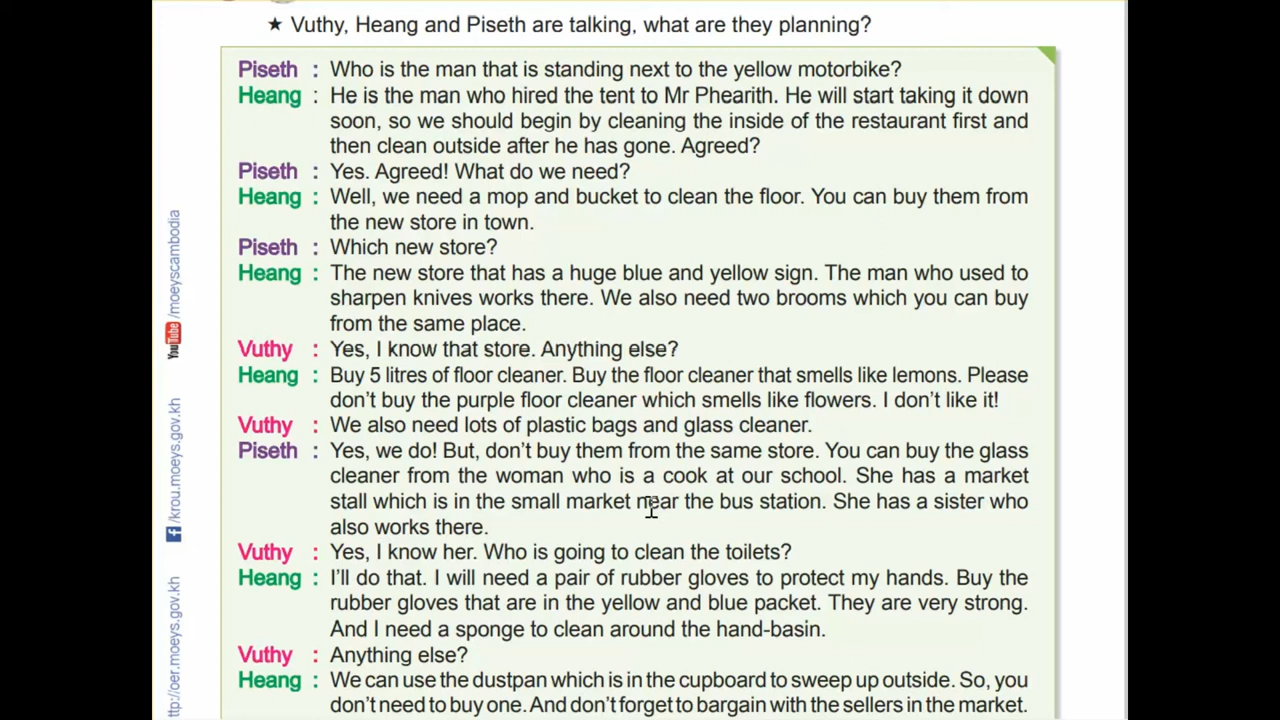 ★ Vuthy, Heang and Piseth are talking, what are they planning?
Piseth : Who is the man that is standing next to the yellow motorbike?
Heang : He is the man who hired the tent to Mr Phearith. He will start taking it down
soon, so we should begin by cleaning the inside of the restaurant first and
then clean outside after he has gone. Agreed?
Piseth : Yes. Agreed! What do we need?
Heang : Well, we need a mop and bucket to clean the floor. You can buy them from
the new store in town.
Piseth : Which new store?
Heang : The new store that has a huge blue and yellow sign. The man who used to
sharpen knives works there. We also need two brooms which you can buy
from the same place.
Vuthy : Yes, I know that store. Anything else?
Heang : Buy 5 litres of floor cleaner. Buy the floor cleaner that smells like lemons. Please
don't buy the purple floor cleaner which smells like flowers. I don't like it!
Vuthy : We also need lots of plastic bags and glass cleaner.
Piseth : Yes, we do! But, don't buy them from the same store. You can buy the glass
cleaner from the woman who is a cook at our school. She has a market
stall which is in the small market near the bus station. She has a sister who
also works there.
Vuthy : Yes, I know her. Who is going to clean the toilets?
Heang : I'll do that. I will need a pair of rubber gloves to protect my hands. Buy the
rubber gloves that are in the yellow and blue packet. They are very strong.
And I need a sponge to clean around the hand-basin.
Vuthy : Anything else?
Heang : We can use the dustpan which is in the cupboard to sweep up outside. So, you
don't need to buy one. And don't forget to bargain with the sellers in the market.
YouTube /moeyscambodia
f /krou.moeys.gov.kh
ttp://oer.moeys.gov.kh